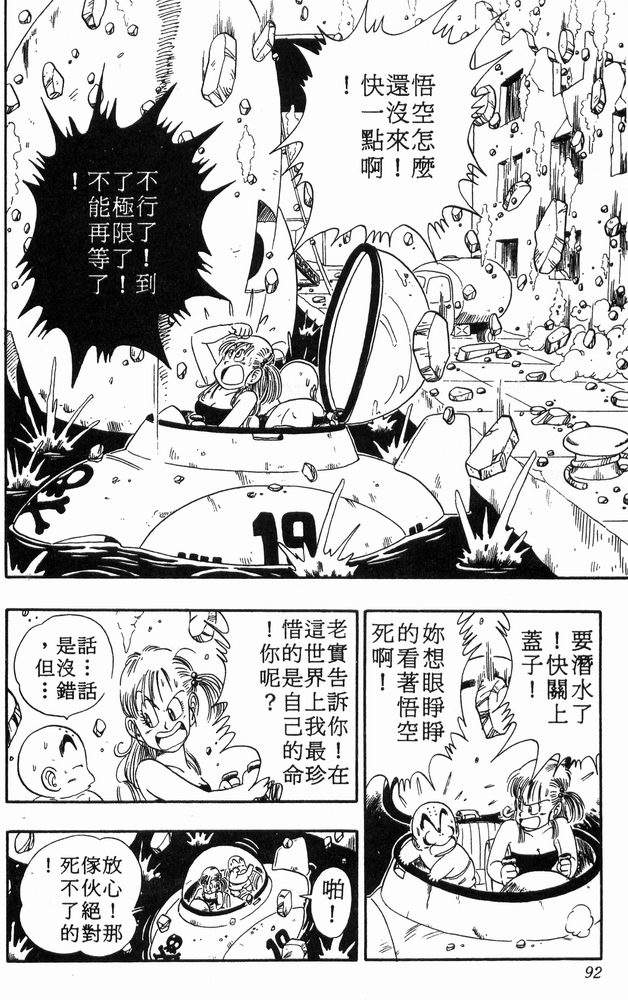 悟空怎麼
還沒來！
快一點啊
！
不行了！到
了極限了！
不能再等了
！
19
要潛水了
！快關上
蓋子！
妳想眼睜睜
的看著悟空
死啊！
老實告訴你！在
這世界上我最珍
惜的是自己的命
！你呢？
話…話
是沒錯
，但…
啪！
19
放心！那
傢伙絕對
死不了的
！
92